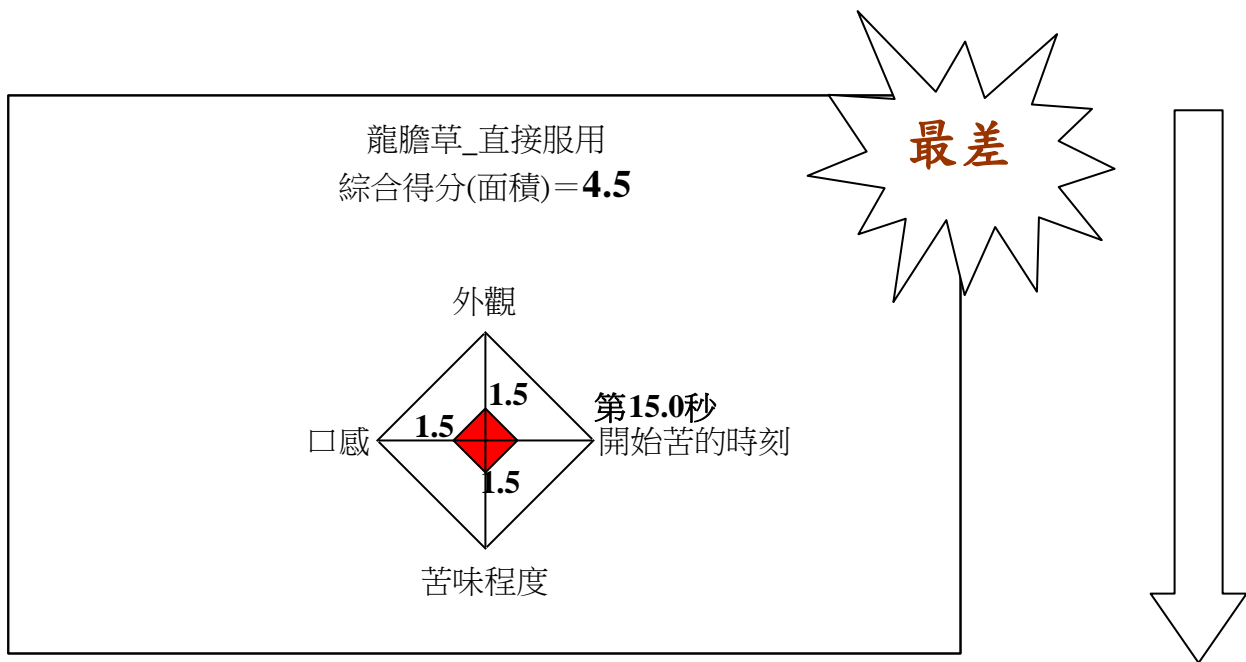 最差
龍膽草_直接服用
綜合得分(面積)＝4.5
外觀
1.5
第15.0秒
1.5
口感
開始苦的時刻
1.5
苦味程度